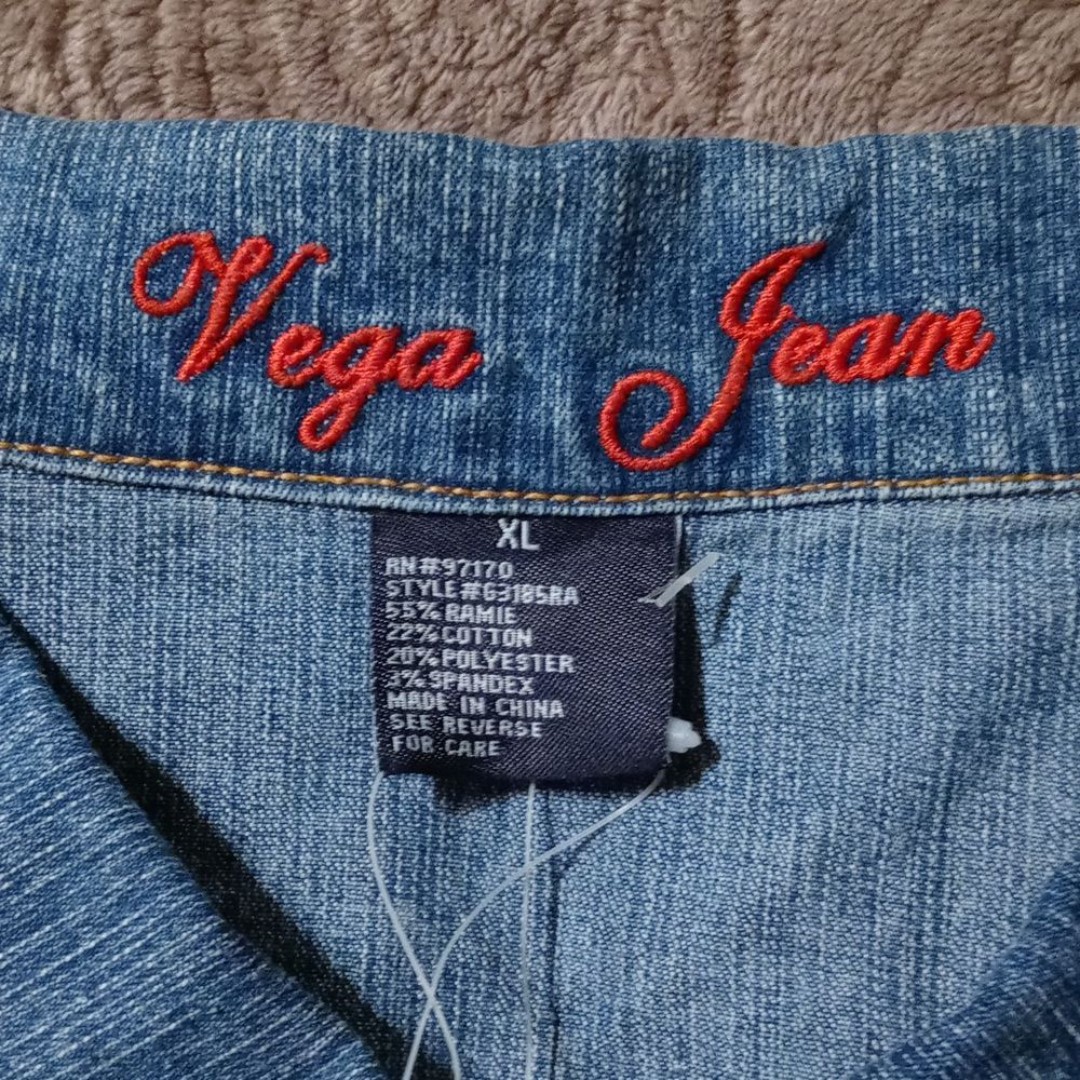 Vega Jean
XL
RN#97170
STYLE#63185RA
55% RAMIE
22% COTTON
20% POLYESTER
3% SPANDEX
MADE IN CHINA
SEE REVERSE
FOR CARE